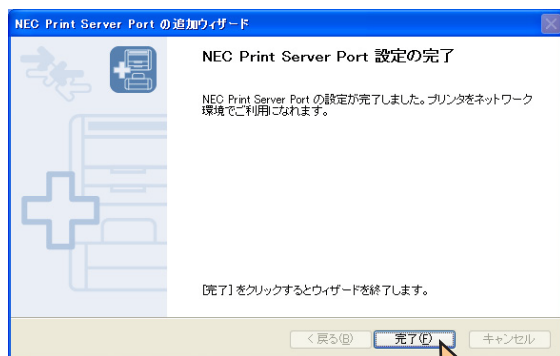 NEC Print Server Port の追加ウィザード
NEC Print Server Port 設定の完了
NEC Print Server Port の設定が完了しました。プリンタをネットワーク
環境でご利用になれます。
[完了] をクリックするとウィザードを終了します。
< 戻る(B)
完了(F)
キャンセル